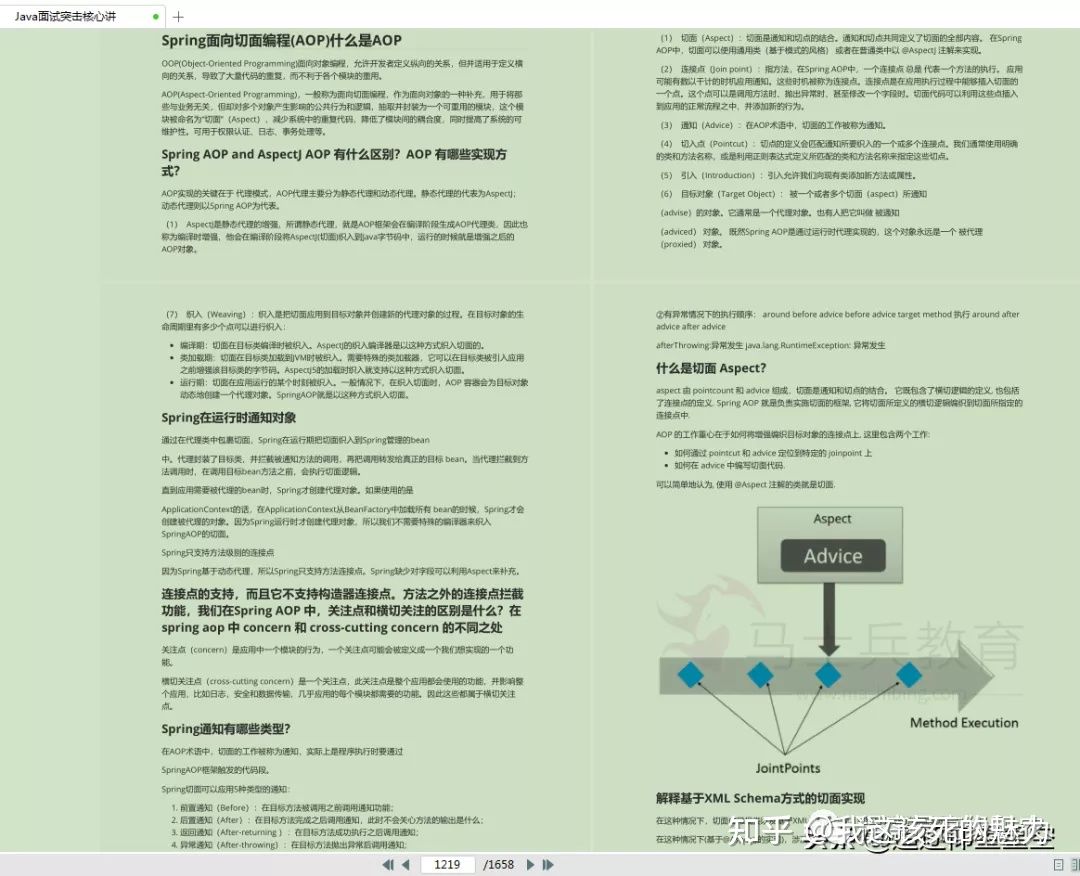 Java面试突击核心讲
Spring面向切面编程(AOP)什么是AOP
OOP(Object-Oriented Programming)面向对象编程，允许开发者定义纵向的关系，但并适用于定义横
向的关系，导致了大量代码的重复，而不利于各个模块的重用。
AOP(Aspect-Oriented Programming)，一般称为面向切面编程，作为面向对象的一种补充，用于将那
些与业务无关，但却对多个对象产生影响的公共行为和逻辑，抽取并封装为一个可重用的模块，这个模
块被命名为“切面”（Aspect），减少系统中的重复代码，降低了模块间的耦合度，同时提高了系统的可
维护性。可用于权限认证、日志、事务处理等。
Spring AOP and AspectJ AOP 有什么区别？AOP 有哪些实现方
式？
AOP实现的关键在于 代理模式，AOP代理主要分为静态代理和动态代理。静态代理的代表为AspectJ；
动态代理则以Spring AOP为代表。
（1） AspectJ是静态代理的增强，所谓静态代理，就是AOP框架会在编译阶段生成AOP代理类，因此也
称为编译时增强，他会在编译阶段将AspectJ(切面)织入到Java字节码中，运行的时候就是增强之后的
AOP对象。
（1） 切面（Aspect）：切面是通知和切点的结合。通知和切点共同定义了切面的全部内容。 在Spring
AOP中，切面可以使用通用类（基于模式的风格） 或者在普通类中以 @AspectJ 注解来实现。
（2） 连接点（Join point）：指方法，在Spring AOP中，一个连接点 总是 代表一个方法的执行。 应用
可能有数以千计的时机应用通知。这些时机被称为连接点。连接点是在应用执行过程中能够插入切面的
一个点。这个点可以是调用方法时、抛出异常时、甚至修改一个字段时。切面代码可以利用这些点插入
到应用的正常流程之中，并添加新的行为。
（3） 通知（Advice）：在AOP术语中，切面的工作被称为通知。
（4） 切入点（Pointcut）：切点的定义会匹配通知所要织入的一个或多个连接点。我们通常使用明确
的类和方法名称，或是利用正则表达式定义所匹配的类和方法名称来指定这些切点。
（5） 引入（Introduction）：引入允许我们向现有类添加新方法或属性。
（6） 目标对象（Target Object）： 被一个或者多个切面（aspect）所通知
（advise）的对象。它通常是一个代理对象。也有人把它叫做 被通知
（adviced） 对象。 既然Spring AOP是通过运行时代理实现的，这个对象永远是一个 被代理
（proxied） 对象。
（7） 织入（Weaving）：织入是把切面应用到目标对象并创建新的代理对象的过程。在目标对象的生
命周期里有多少个点可以进行织入：
编译期：切面在目标类编译时被织入。AspectJ的织入编译器是以这种方式织入切面的。
类加载期：切面在目标类加载到JVM时被织入。需要特殊的类加载器，它可以在目标类被引入应用
之前增强该目标类的字节码。AspectJ5的加载时织入就支持以这种方式织入切面。
运行期：切面在应用运行的某个时刻被织入。一般情况下，在织入切面时，AOP 容器会为目标对象
动态地创建一个代理对象。SpringAOP就是以这种方式织入切面。
Spring在运行时通知对象
通过在代理类中包裹切面，Spring在运行期把切面织入到Spring管理的bean
中。代理封装了目标类，并拦截被通知方法的调用，再把调用转发给真正的目标 bean。当代理拦截到方
法调用时，在调用目标bean方法之前，会执行切面逻辑。
直到应用需要被代理的bean时，Spring才创建代理对象。如果使用的是
ApplicationContext的话，在ApplicationContext从BeanFactory中加载所有 bean的时候，Spring才会
创建被代理的对象。因为Spring运行时才创建代理对象，所以我们不需要特殊的编译器来织入
SpringAOP的切面。
Spring只支持方法级别的连接点
因为Spring基于动态代理，所以Spring只支持方法连接点。Spring缺少对字段可以利用Aspect来补充。
连接点的支持，而且它不支持构造器连接点。方法之外的连接点拦截
功能，我们在Spring AOP 中，关注点和横切关注的区别是什么？在
spring aop 中 concern 和 cross-cutting concern 的不同之处
关注点（concern）是应用中一个模块的行为，一个关注点可能会被定义成一个我们想实现的一个功
能。
横切关注点（cross-cutting concern）是一个关注点，此关注点是整个应用都会使用的功能，并影响整
个应用，比如日志，安全和数据传输，几乎应用的每个模块都需要的功能。因此这些都属于横切关注
点。
Spring通知有哪些类型？
在AOP术语中，切面的工作被称为通知，实际上是程序执行时要通过
SpringAOP框架触发的代码段。
Spring切面可以应用5种类型的通知：
1. 前置通知（Before）：在目标方法被调用之前调用通知功能；
2. 后置通知（After）：在目标方法完成之后调用通知，此时不会关心方法的输出是什么；
3. 返回通知（After-returning ）：在目标方法成功执行之后调用通知；
4. 异常通知（After-throwing）：在目标方法抛出异常后调用通知；
②有异常情况下的执行顺序： around before advice before advice target method 执行 around after
advice after advice
afterThrowing:异常发生 java.lang.RuntimeException: 异常发生
什么是切面 Aspect？
aspect 由 pointcount 和 advice 组成，切面是通知和切点的结合。 它既包含了横切逻辑的定义, 也包括
了连接点的定义. Spring AOP 就是负责实施切面的框架, 它将切面所定义的横切逻辑编织到切面所指定的
连接点中.
AOP 的工作重心在于如何将增强编织目标对象的连接点上, 这里包含两个工作:
如何通过 pointcut 和 advice 定位到特定的 joinpoint 上
如何在 advice 中编写切面代码.
可以简单地认为, 使用 @Aspect 注解的类就是切面.
Aspect
Advice
马士兵教育
Method Execution
JointPoints
解释基于XML Schema方式的切面实现
在这种情况下，切面
在这种情况下(基于@
知乎 @我爱该死的魅力
1219 /1658